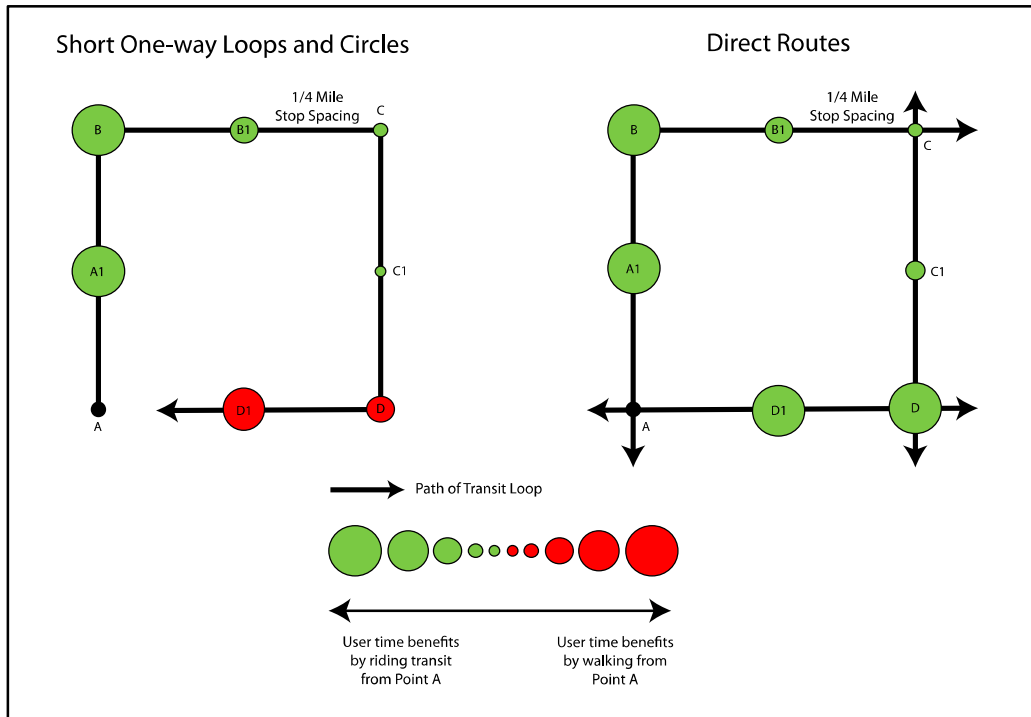 Short One-way Loops and Circles
B
B1
1/4 Mile
Stop Spacing
C
A1
C1
A
D1
D
Direct Routes
B
B1
1/4 Mile
Stop Spacing
C
A1
C1
A
D1
D
Path of Transit Loop
User time benefits
by riding transit
from Point A
User time benefits
by walking from
Point A